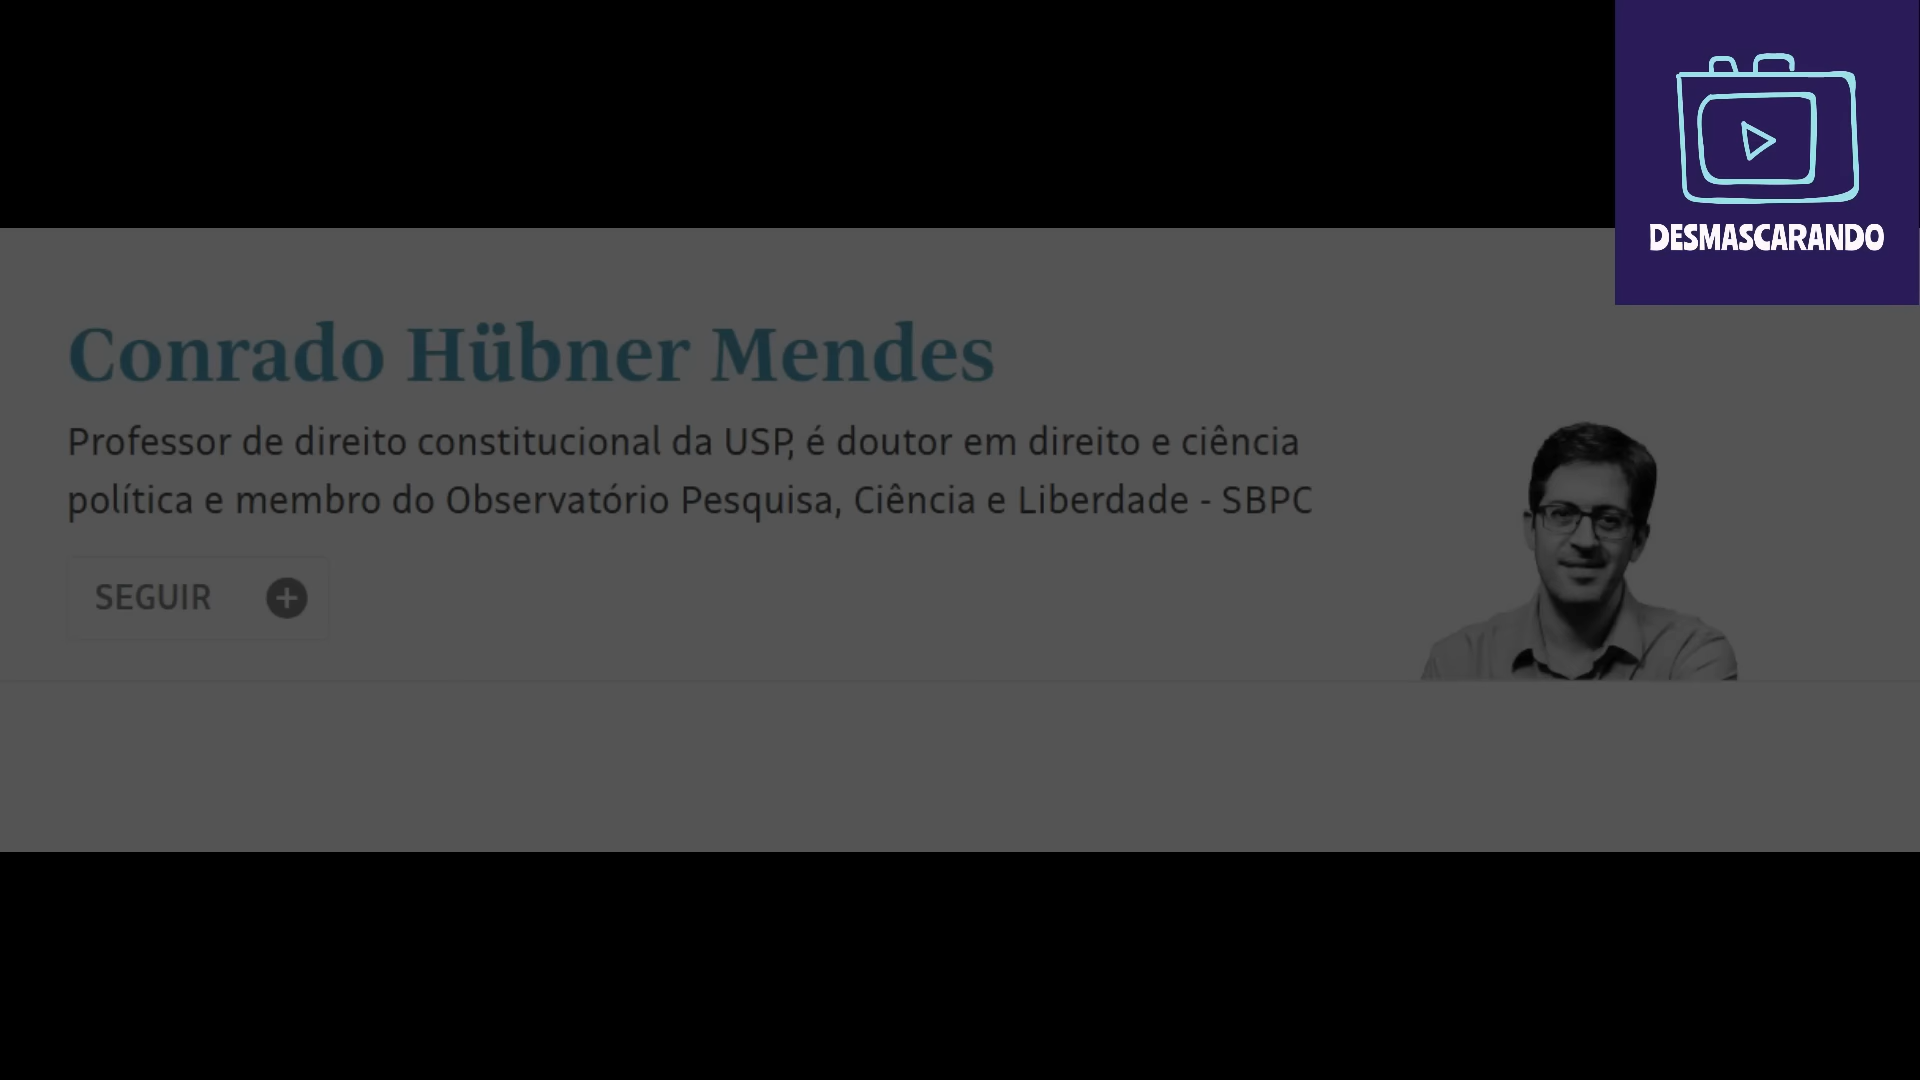 DESMASCARANDO
Conrado Hübner Mendes
Professor de direito constitucional da USP, é doutor em direito e ciência
política e membro do Observatório Pesquisa, Ciência e Liberdade - SBPC
SEGUIR